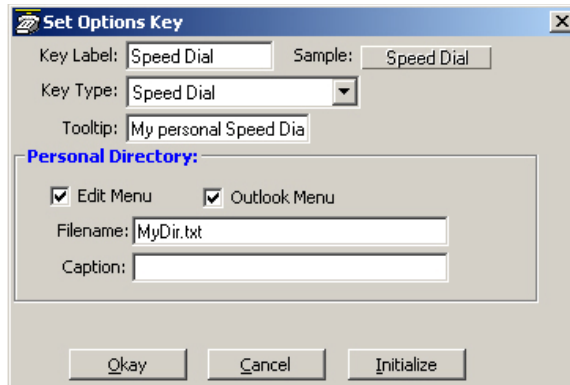 Set Options Key
Key Label: Speed Dial Sample: Speed Dial
Key Type: Speed Dial
Tooltip: My personal Speed Dia
Personal Directory:
Edit Menu Outlook Menu
Filename: MyDir.txt
Caption:
Okay Cancel Initialize